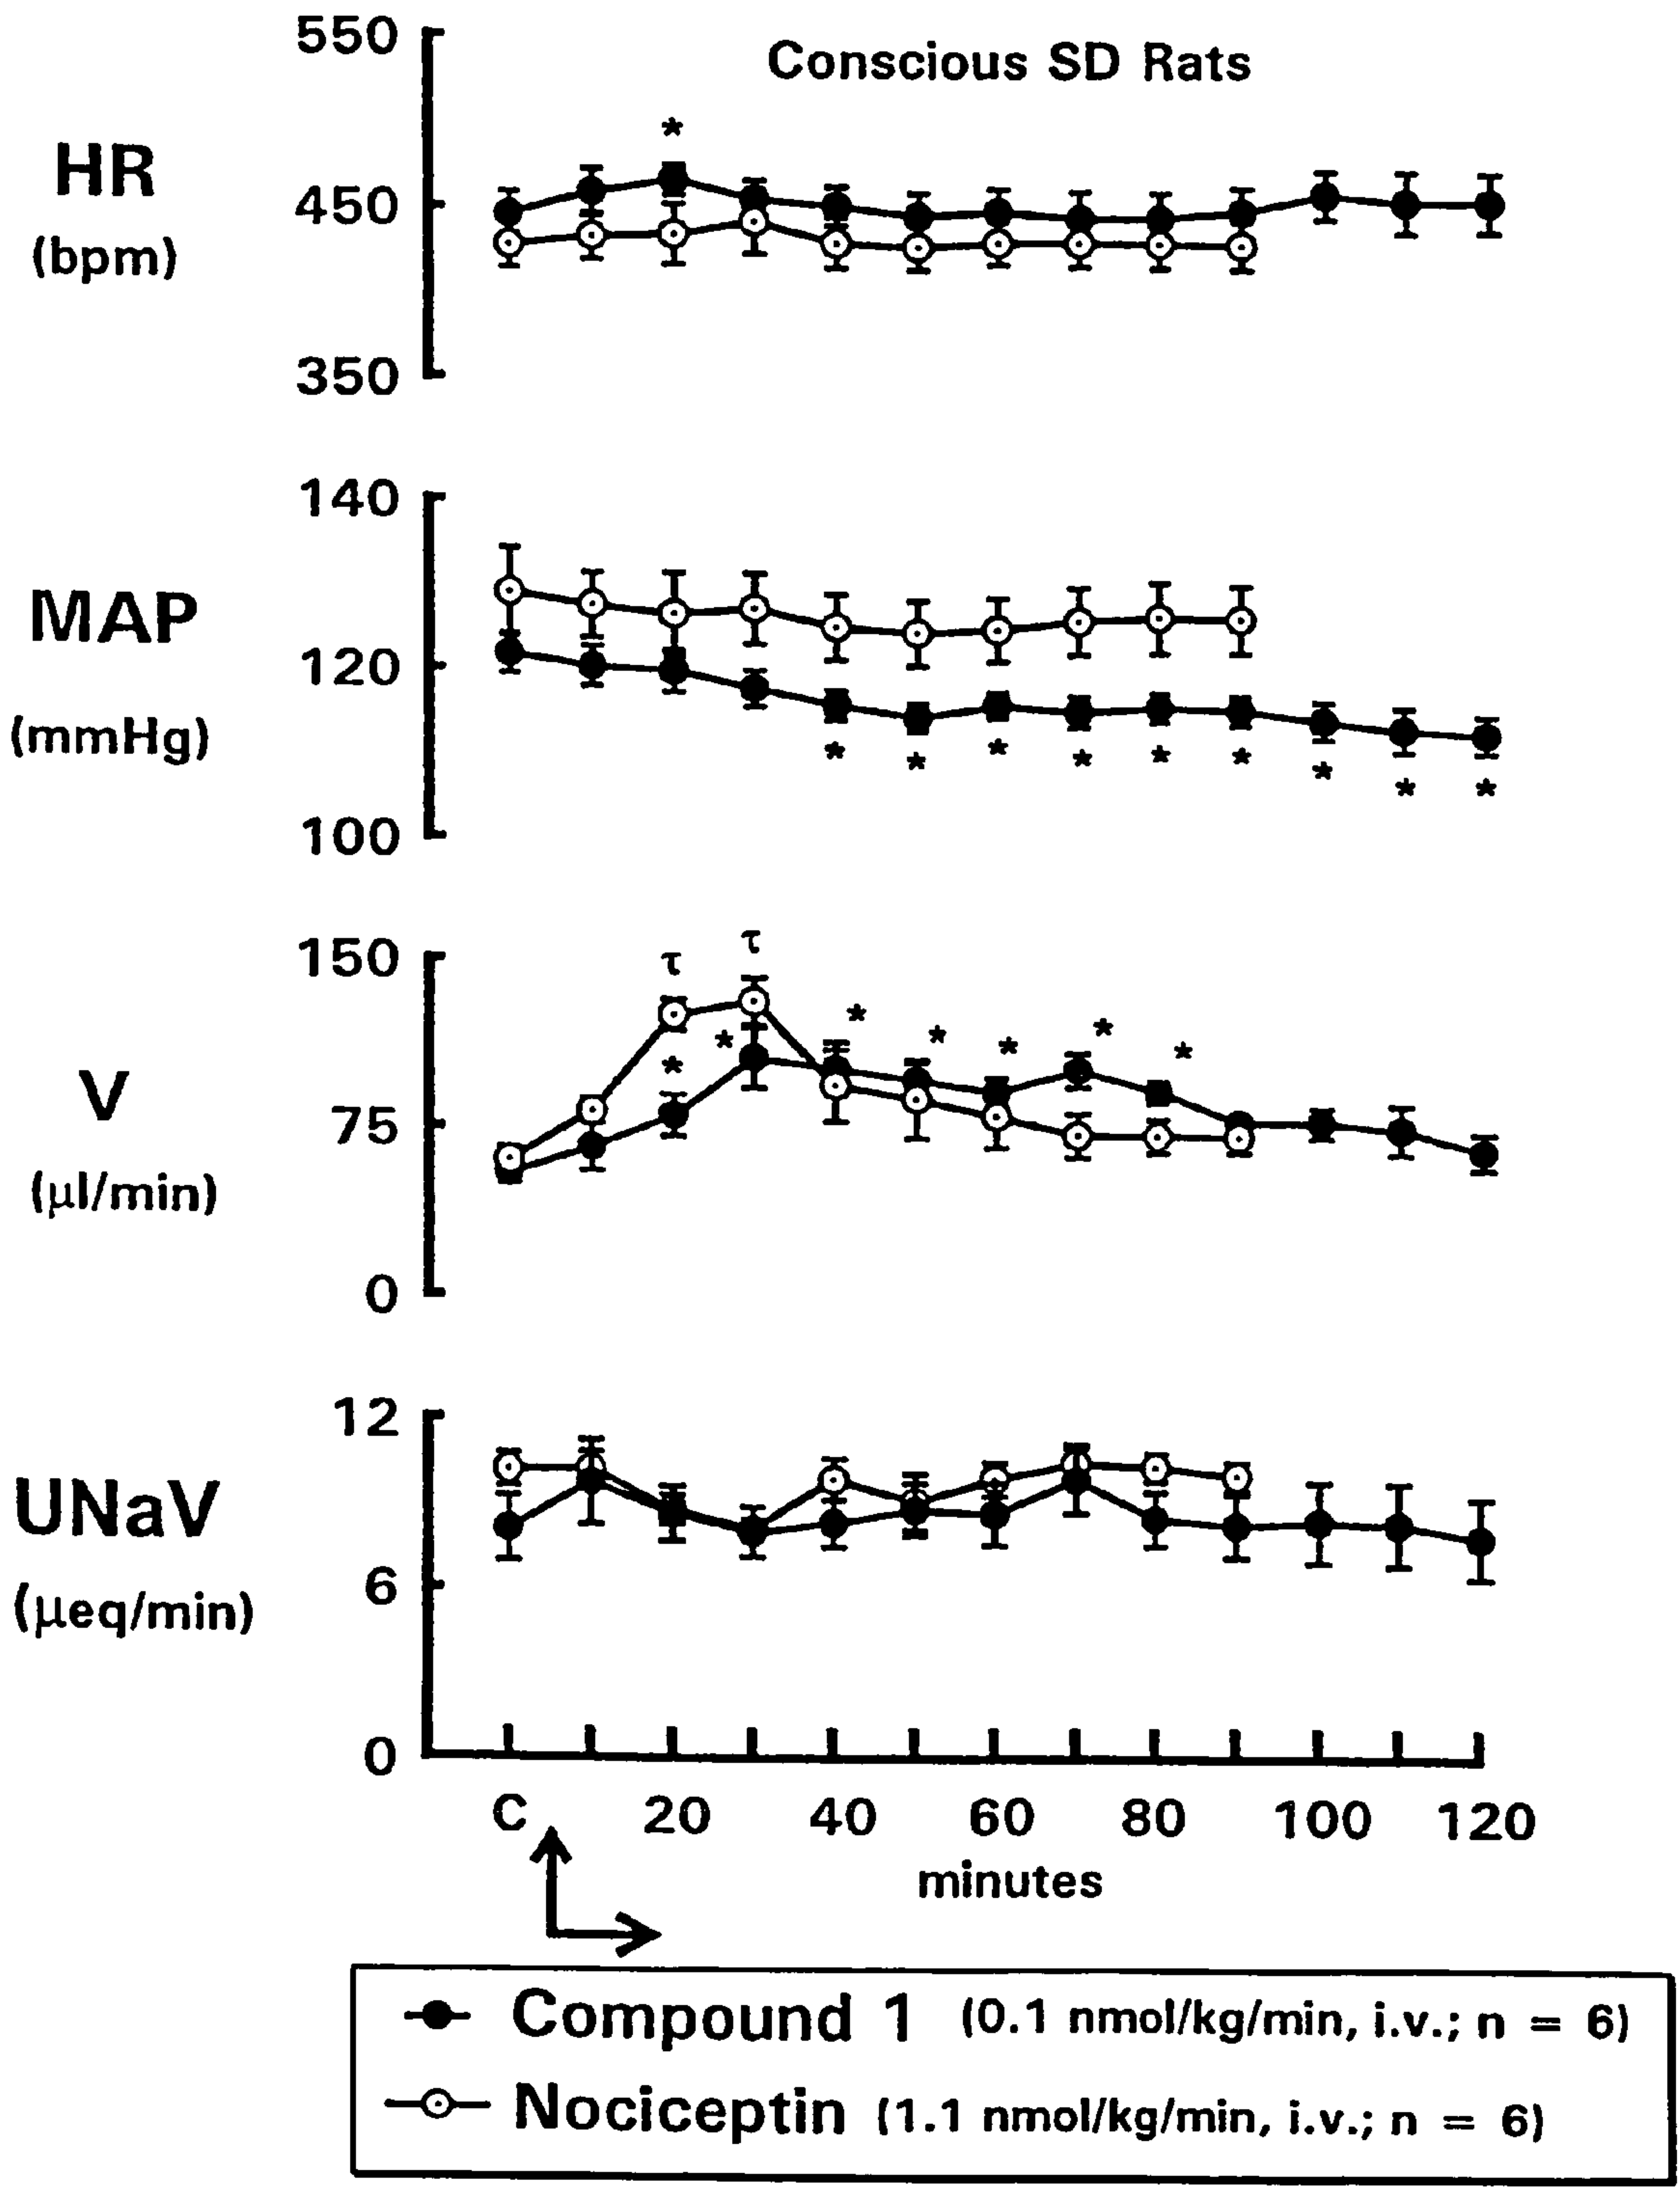 Conscious SD Rats
550
HR
450
(bpm)
350
*
140
MAP
120
(mmHg)
100
* * * * * * * * *
150
V
75
(μl/min)
0
τ τ
* * * * * * *
12
UNaV
6
(μeq/min)
0
C 20 40 60 80 100 120
minutes
Compound 1 (0.1 nmol/kg/min, i.v.; n = 6)
Nociceptin (1.1 nmol/kg/min, i.v.; n = 6)